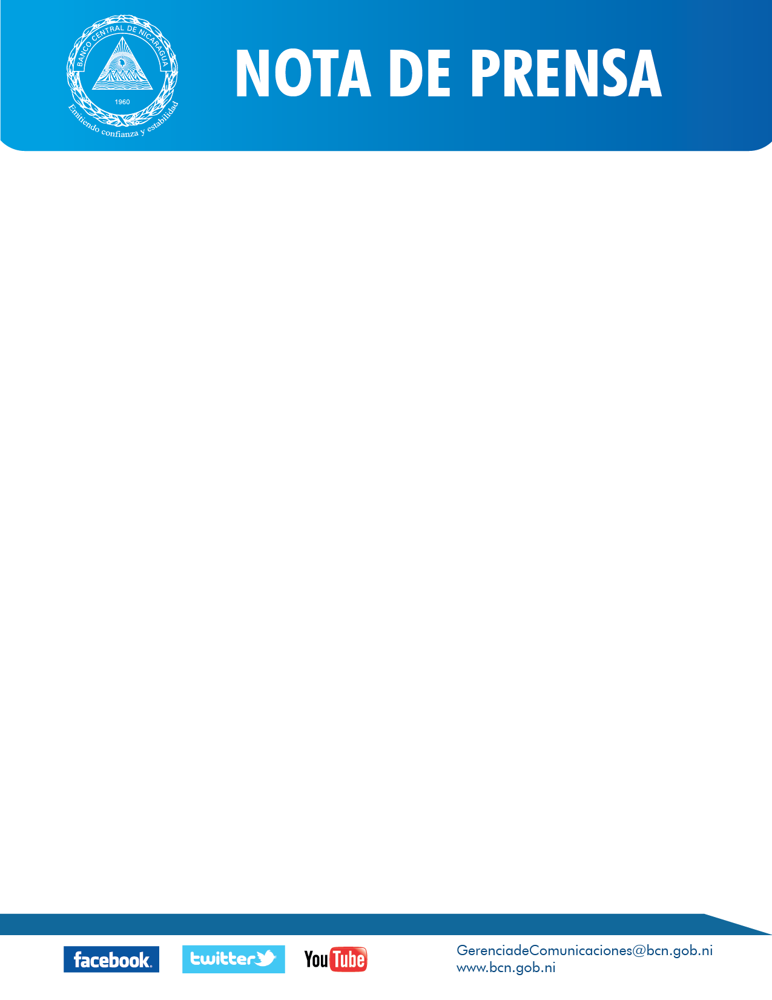 BANCO CENTRAL DE NICARAGUA
1960
Emitiendo confianza y estabilidad
NOTA DE PRENSA
facebook.
twitter
YouTube
GerenciadeComunicaciones@bcn.gob.ni
www.bcn.gob.ni